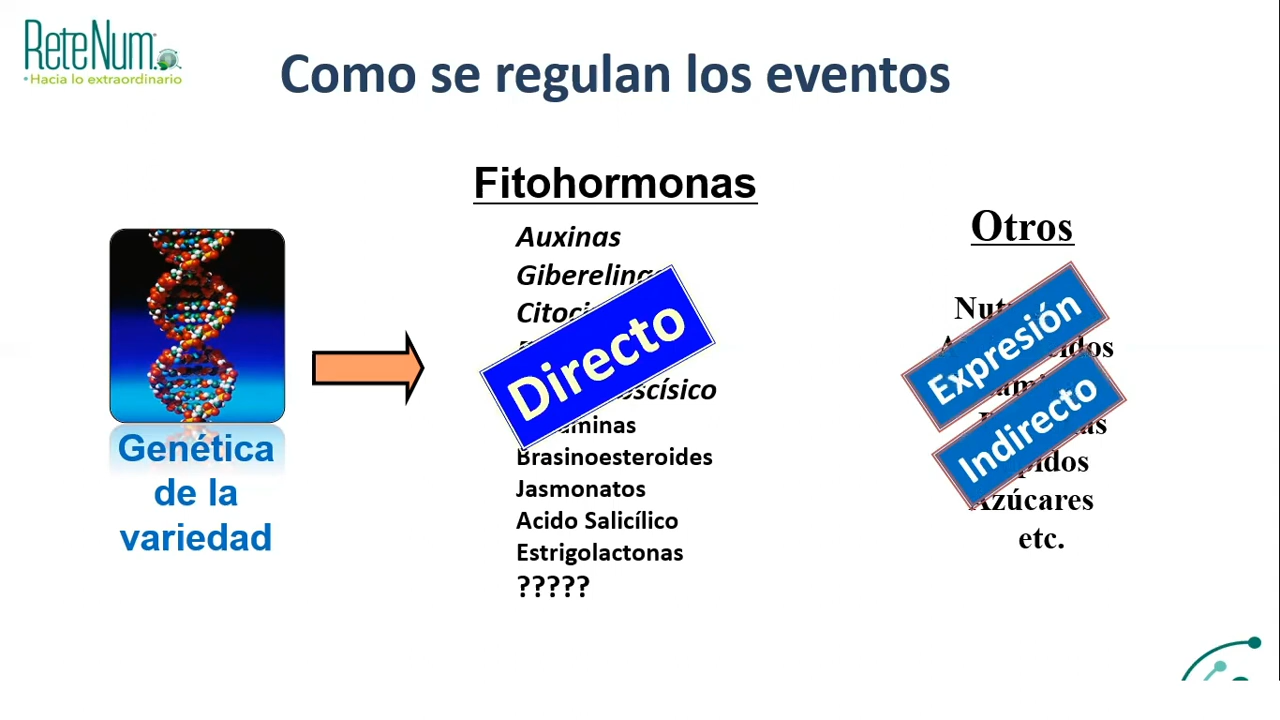 ReteNum
Hacia lo extraordinario
Como se regulan los eventos
Genética
de la
variedad
Fitohormonas
Auxinas
Directo
Brasinoesteroides
Jasmonatos
Acido Salicílico
Estrigolactonas
?????
Otros
Expresión
Indirecto
Azúcares
etc.